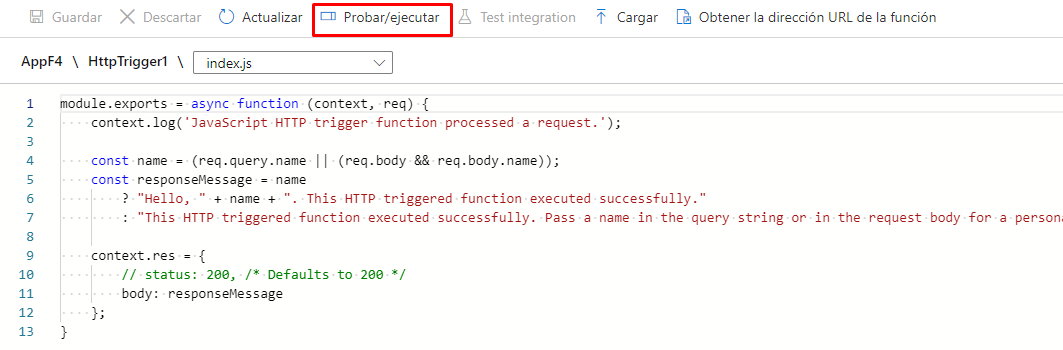 Guardar Descartar Actualizar Probar/ejecutar Test integration Cargar Obtener la dirección URL de la función
AppF4 \ HttpTrigger1 \ index.js
1 module.exports = async function (context, req) {
2 context.log('JavaScript HTTP trigger function processed a request.');
3
4 const name = (req.query.name || (req.body && req.body.name));
5 const responseMessage = name
6 ? "Hello, " + name + ". This HTTP triggered function executed successfully."
7 : "This HTTP triggered function executed successfully. Pass a name in the query string or in the request body for a persona
8
9 context.res = {
10 // status: 200, /* Defaults to 200 */
11 body: responseMessage
12 };
13 }